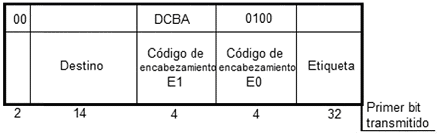 00 DCBA 0100
Destino
Código de
encabezamiento
E1
Código de
encabezamiento
E0
Etiqueta
2 14 4 4 32
Primer bit
transmitido